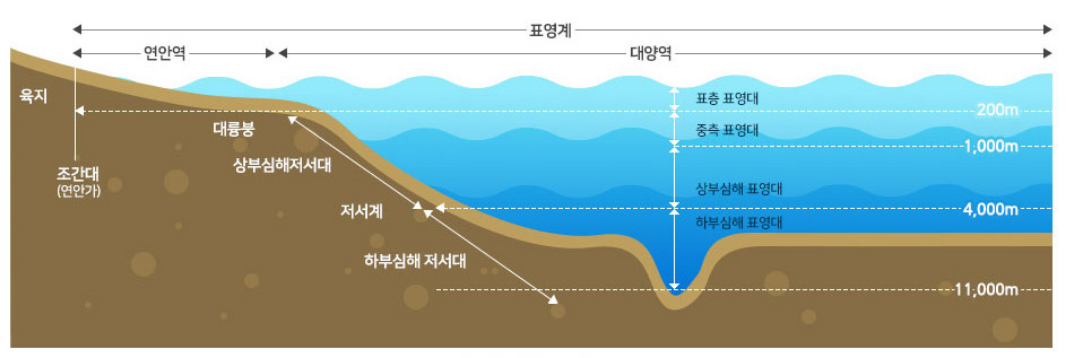 표영계
연안역
대양역
육지
표층 표영대
200m
대륙붕
중측 표영대
1,000m
조간대
(연안가)
상부심해저서대
상부심해 표영대
저서계
4,000m
하부심해 표영대
하부심해 저서대
11,000m